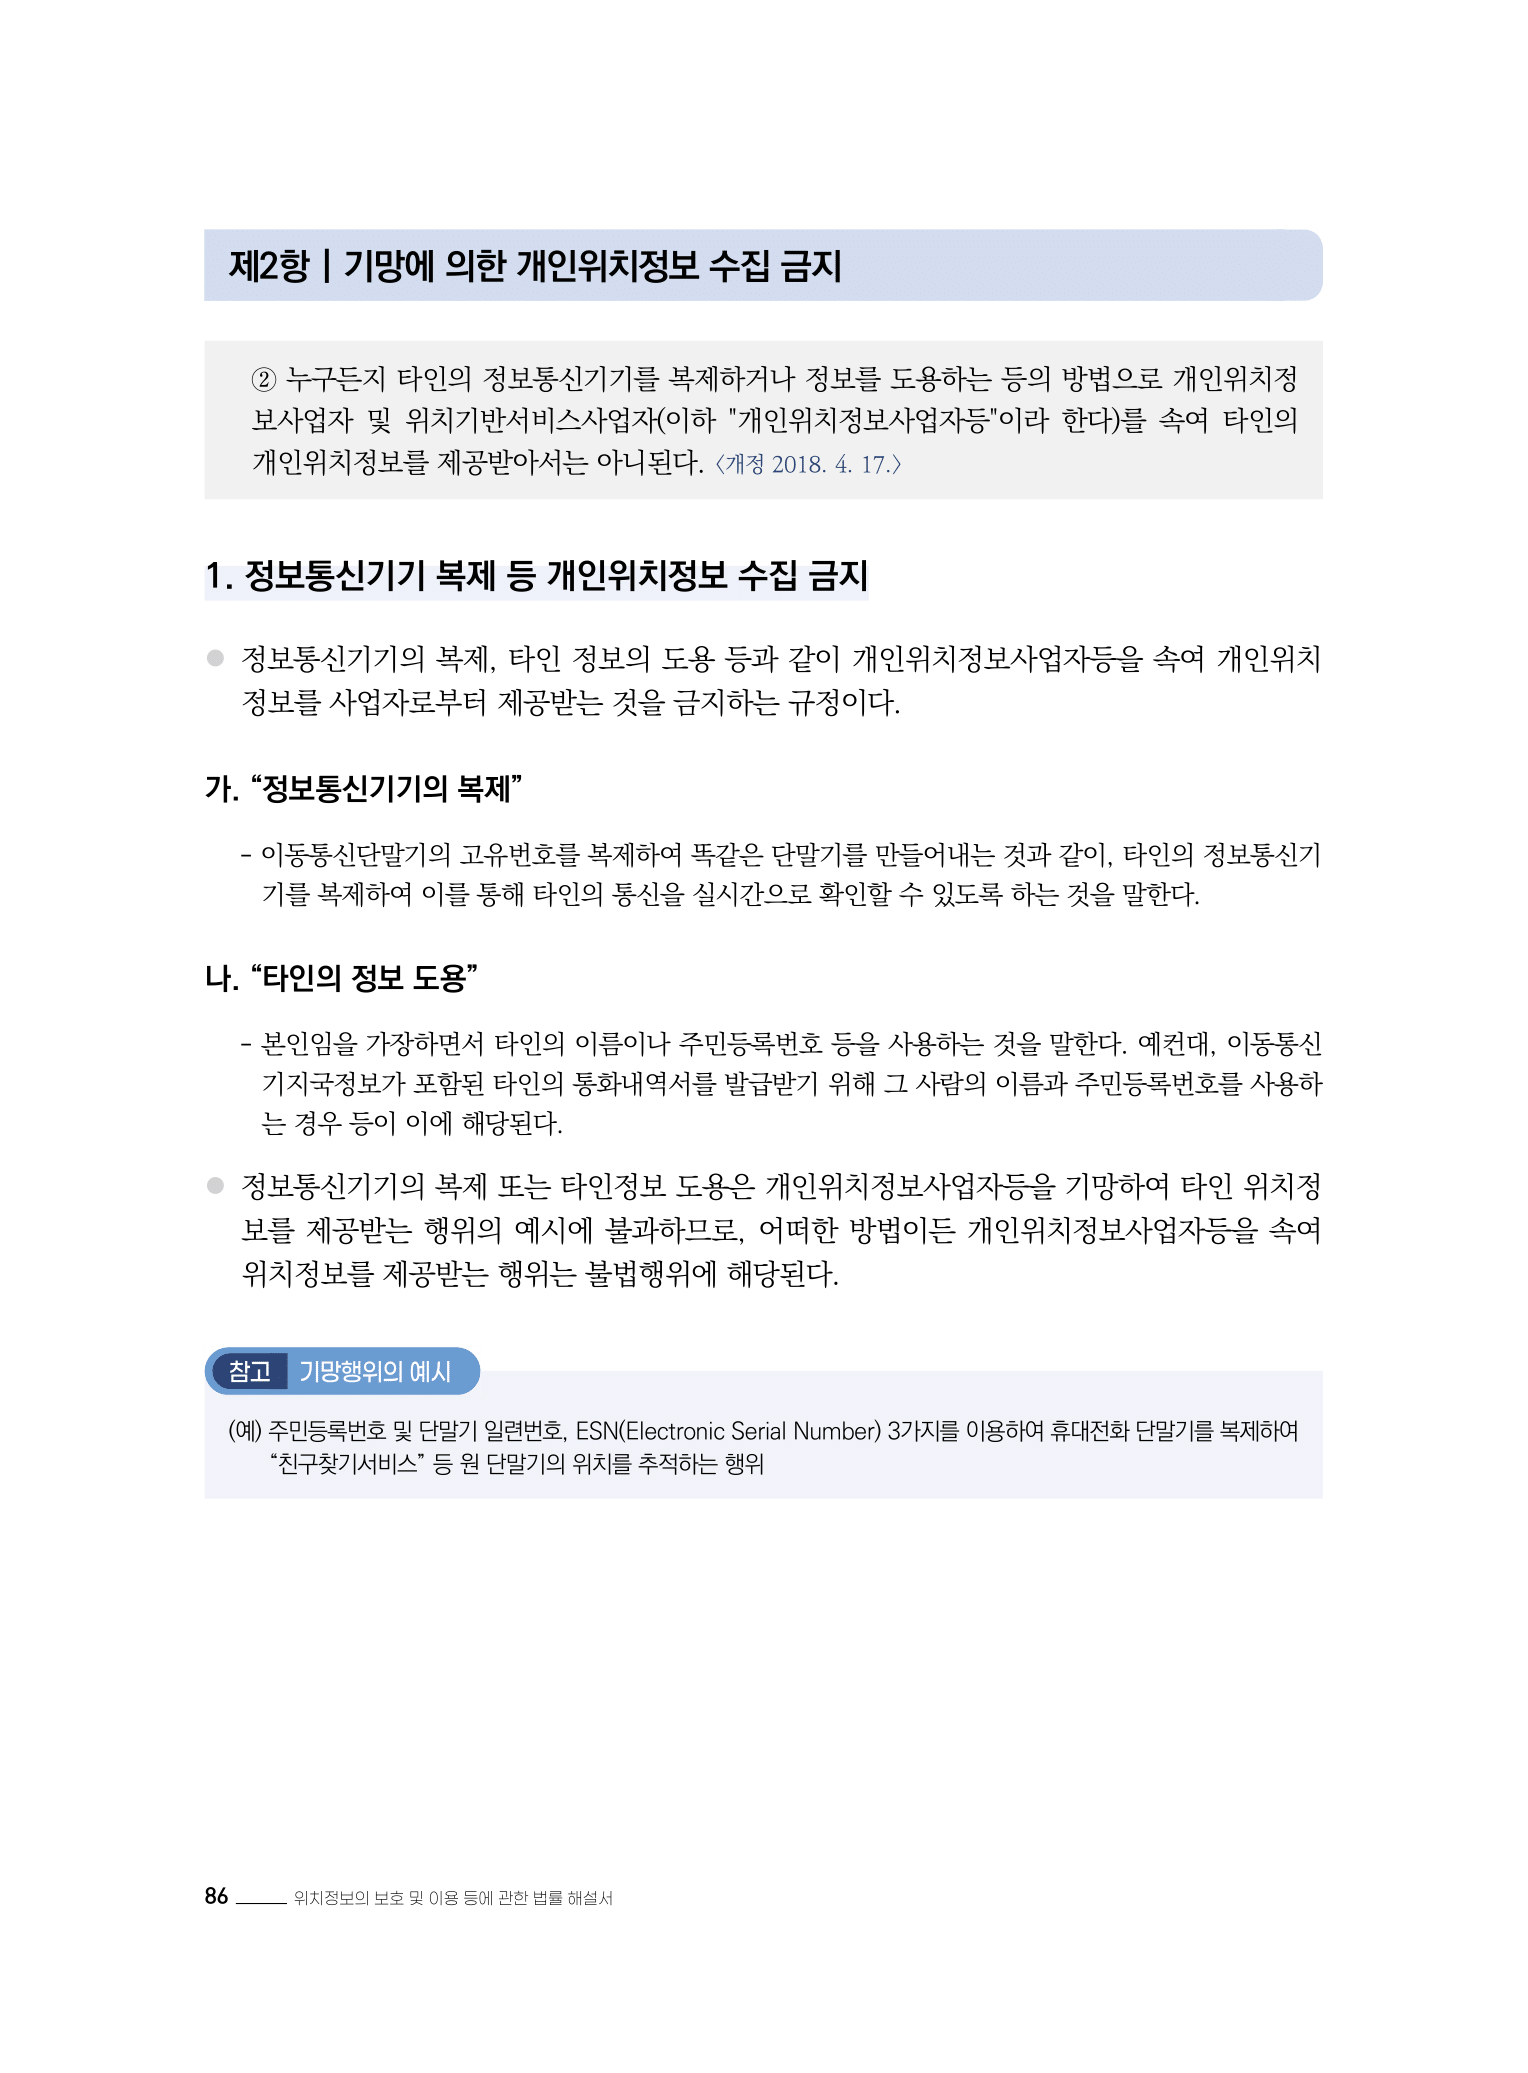 제2항 | 기망에 의한 개인위치정보 수집 금지
② 누구든지 타인의 정보통신기기를 복제하거나 정보를 도용하는 등의 방법으로 개인위치정
보사업자 및 위치기반서비스사업자(이하 "개인위치정보사업자등"이라 한다)를 속여 타인의
개인위치정보를 제공받아서는 아니된다. 〈개정 2018. 4. 17.〉
1. 정보통신기기 복제 등 개인위치정보 수집 금지
● 정보통신기기의 복제, 타인 정보의 도용 등과 같이 개인위치정보사업자등을 속여 개인위치
정보를 사업자로부터 제공받는 것을 금지하는 규정이다.
가. “정보통신기기의 복제”
- 이동통신단말기의 고유번호를 복제하여 똑같은 단말기를 만들어내는 것과 같이, 타인의 정보통신기
기를 복제하여 이를 통해 타인의 통신을 실시간으로 확인할 수 있도록 하는 것을 말한다.
나. “타인의 정보 도용”
- 본인임을 가장하면서 타인의 이름이나 주민등록번호 등을 사용하는 것을 말한다. 예컨대, 이동통신
기지국정보가 포함된 타인의 통화내역서를 발급받기 위해 그 사람의 이름과 주민등록번호를 사용하
는 경우 등이 이에 해당된다.
● 정보통신기기의 복제 또는 타인정보 도용은 개인위치정보사업자등을 기망하여 타인 위치정
보를 제공받는 행위의 예시에 불과하므로, 어떠한 방법이든 개인위치정보사업자등을 속여
위치정보를 제공받는 행위는 불법행위에 해당된다.
참고 기망행위의 예시
(예) 주민등록번호 및 단말기 일련번호, ESN(Electronic Serial Number) 3가지를 이용하여 휴대전화 단말기를 복제하여
“친구찾기서비스” 등 원 단말기의 위치를 추적하는 행위
86 위치정보의 보호 및 이용 등에 관한 법률 해설서